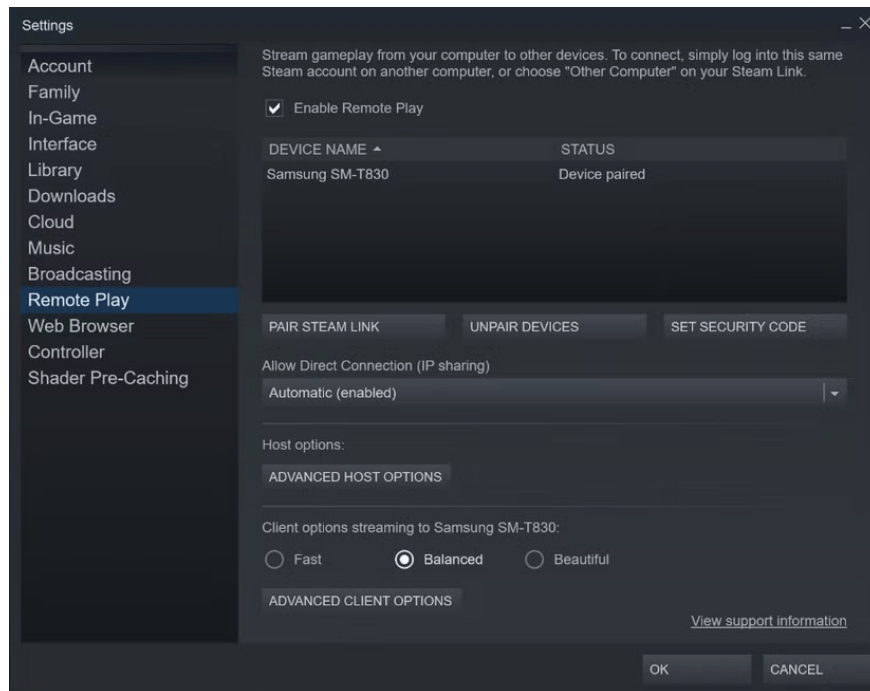 Settings
Account
Family
In-Game
Interface
Library
Downloads
Cloud
Music
Broadcasting
Remote Play
Web Browser
Controller
Shader Pre-Caching
Stream gameplay from your computer to other devices. To connect, simply log into this same
Steam account on another computer, or choose "Other Computer" on your Steam Link.
Enable Remote Play
DEVICE NAME STATUS
Samsung SM-T830 Device paired
PAIR STEAM LINK UNPAIR DEVICES SET SECURITY CODE
Allow Direct Connection (IP sharing)
Automatic (enabled)
Host options:
ADVANCED HOST OPTIONS
Client options streaming to Samsung SM-T830:
Fast Balanced Beautiful
ADVANCED CLIENT OPTIONS
View support information
OK CANCEL